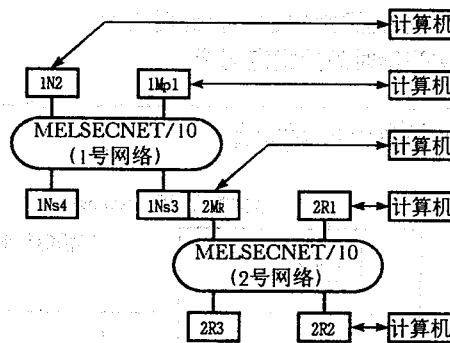 计算机
1N2
1Mp1
计算机
MELSECNET/10
(1号网络)
计算机
1Ns4
1Ns3
2MR
2R1
计算机
MELSECNET/10
(2号网络)
2R3
2R2
计算机